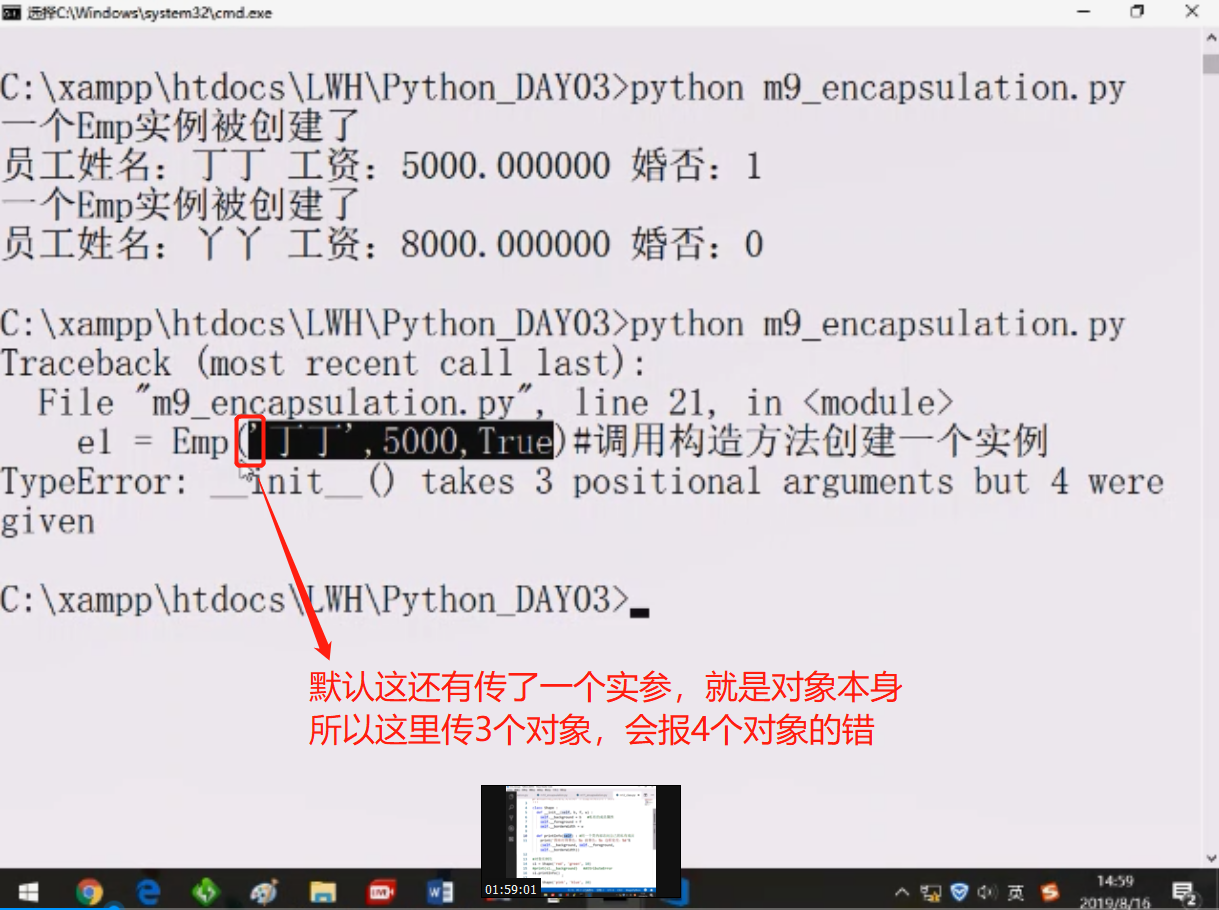 选择C:\Windows\system32\cmd.exe
C:\xampp\htdocs\LWH\Python_DAY03>python m9_encapsulation.py
一个Emp实例被创建了
员工姓名: 丁丁 工资: 5000.000000 婚否: 1
一个Emp实例被创建了
员工姓名: 丫丫 工资: 8000.000000 婚否: 0
C:\xampp\htdocs\LWH\Python_DAY03>python m9_encapsulation.py
Traceback (most recent call last):
File "m9_encapsulation.py", line 21, in <module>
e1 = Emp('丁丁',5000,True)#调用构造方法创建一个实例
TypeError: __init__() takes 3 positional arguments but 4 were
given
C:\xampp\htdocs\LWH\Python_DAY03>
默认这还有传了一个实参，就是对象本身
所以这里传3个对象，会报4个对象的错
01:59:01
LIVE
英
14:59
2019/8/16
2